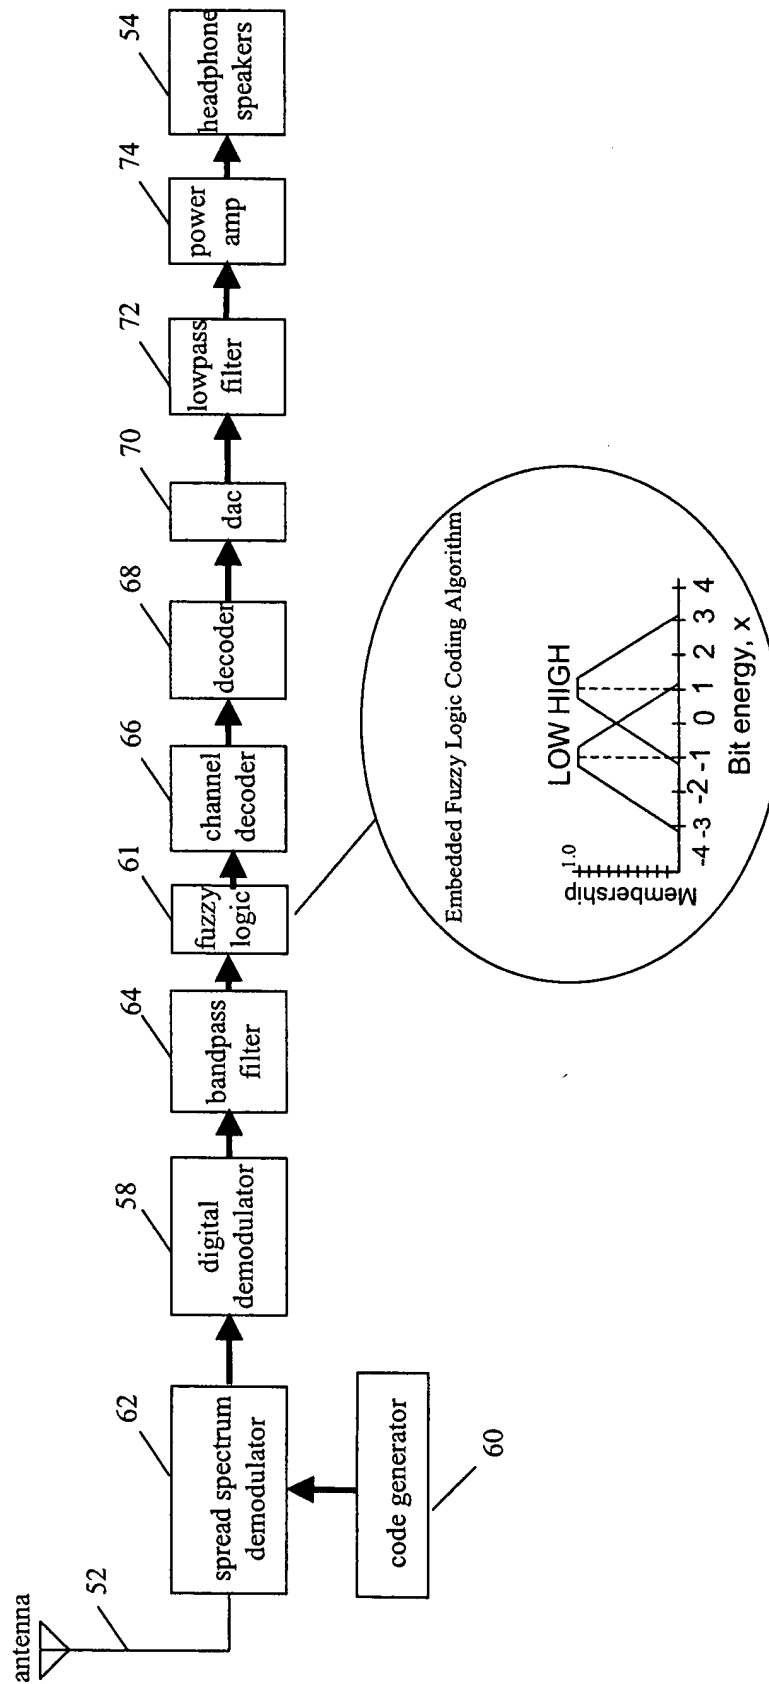 antenna
52
62
spread spectrum
demodulator
code generator
60
58
digital
demodulator
64
bandpass
filter
61
fuzzy
logic
66
channel
decoder
68
decoder
70
dac
72
lowpass
filter
74
power
amp
54
headphone
speakers
Embedded Fuzzy Logic Coding Algorithm
LOW HIGH
1.0
Membership
-4 -3 -2 -1 0 1 2 3 4
Bit energy, x